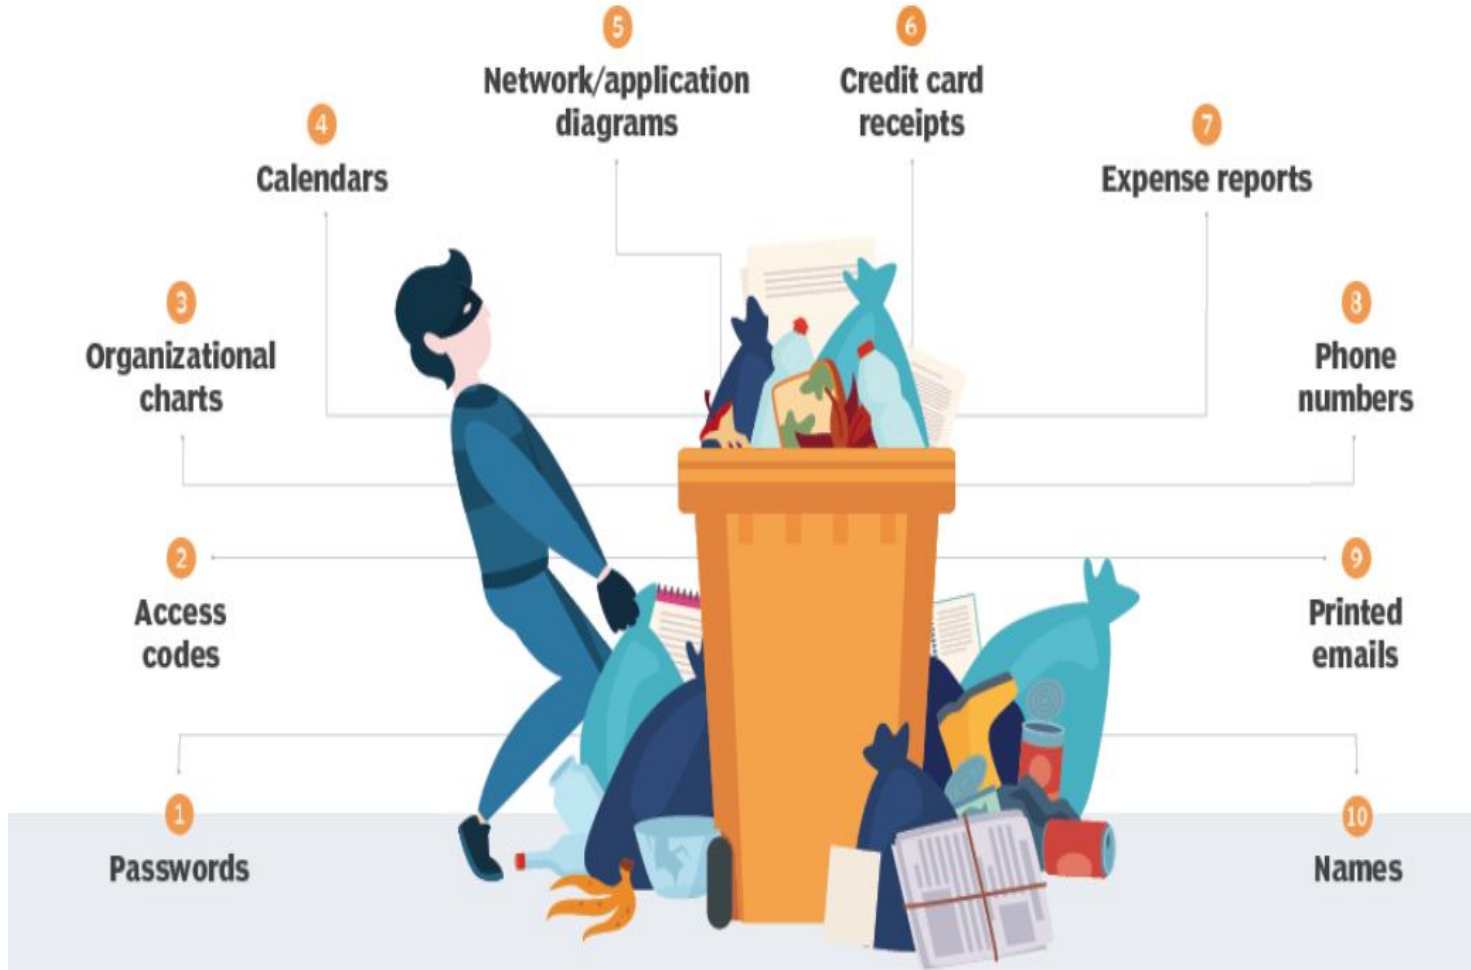 1
Passwords
2
Access
codes
3
Organizational
charts
4
Calendars
5
Network/application
diagrams
6
Credit card
receipts
7
Expense reports
8
Phone
numbers
9
Printed
emails
10
Names